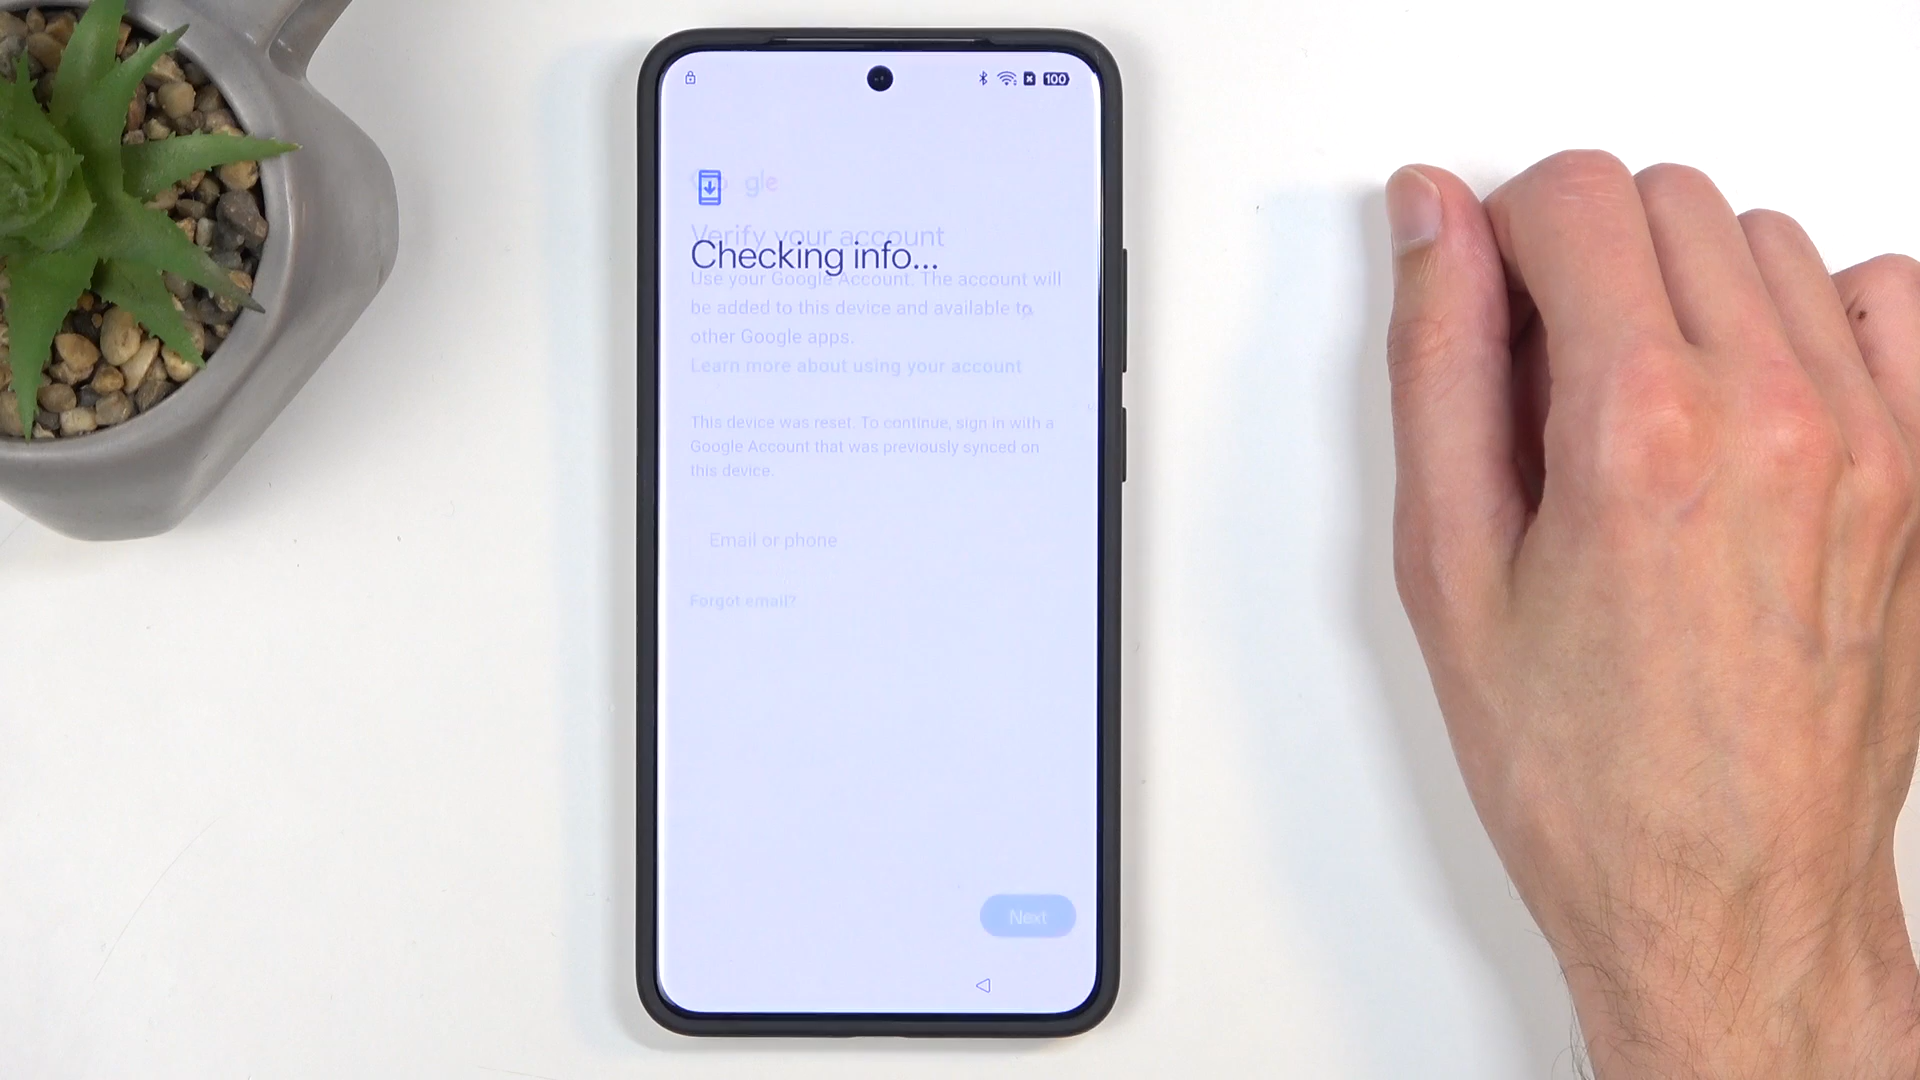 100
Google
Verify your account
Checking info...
Use your Google Account. The account will
be added to this device and available to
other Google apps.
Learn more about using your account
This device was reset. To continue, sign in with a
Google Account that was previously synced on
this device.
Email or phone
Forgot email?
Next